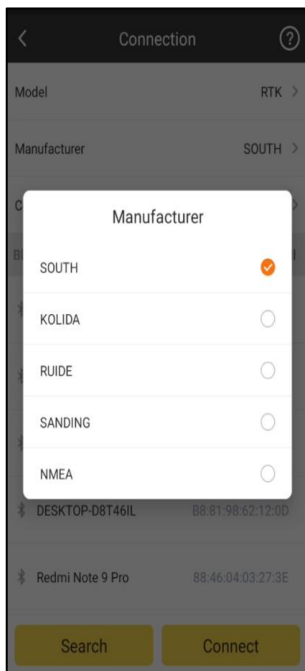 Connection ?
Model RTK
Manufacturer SOUTH
C
Manufacturer
SOUTH
KOLIDA
RUIDE
SANDING
NMEA
DESKTOP-D8T46IL B8:81:98:62:12:0D
Redmi Note 9 Pro 88:46:04:03:27:3E
Search Connect